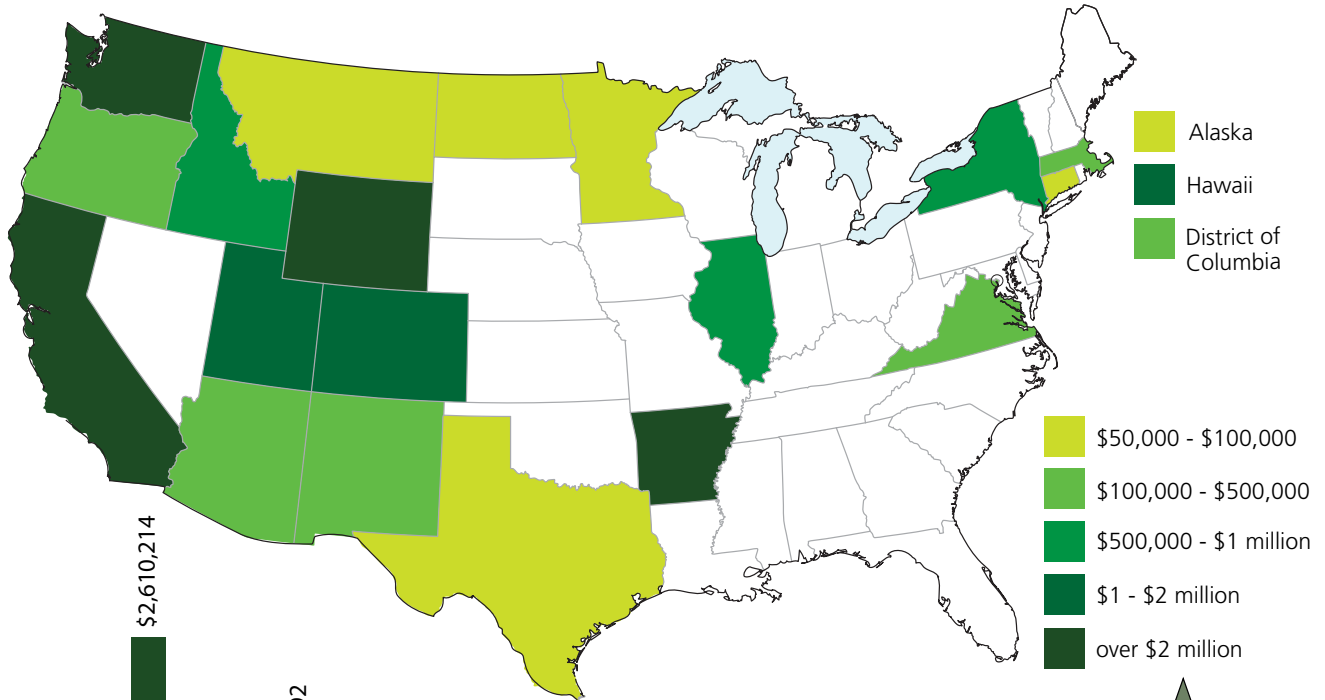 Alaska
Hawaii
District of
Columbia
$50,000 - $100,000
$100,000 - $500,000
$500,000 - $1 million
$1 - $2 million
over $2 million
$2,610,214